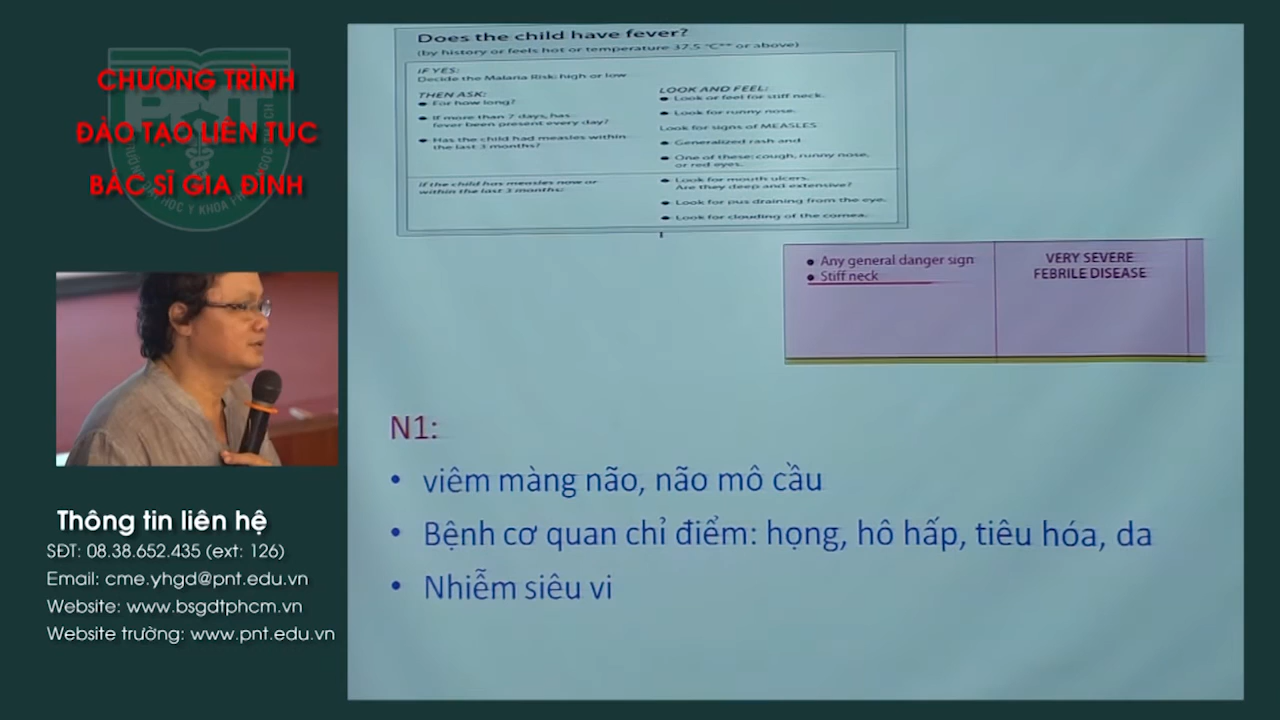 CHƯƠNG TRÌNH
ĐÀO TẠO LIÊN TỤC
BÁC SĨ GIA ĐÌNH
PNT
Thông tin liên hệ
SĐT: 08.38.652.435 (ext: 126)
Email: cme.yhgd@pnt.edu.vn
Website: www.bsgdtphcm.vn
Website trường: www.pnt.edu.vn
Does the child have fever?
(by history or feels hot or temperature 37.5 °C** or above)
IF YES:
Decide the Malaria Risk: high or low
THEN ASK:
• For how long?
• If more than 7 days, has
fever been present every day?
• Has the child had measles within
the last 3 months?
LOOK AND FEEL:
• Look or feel for stiff neck.
• Look for runny nose.
Look for signs of MEASLES
• Generalized rash and
• One of these: cough, runny nose,
or red eyes.
If the child has measles now or
within the last 3 months:
• Look for mouth ulcers.
Are they deep and extensive?
• Look for pus draining from the eye.
• Look for clouding of the cornea.
• Any general danger sign
• Stiff neck
VERY SEVERE
FEBRILE DISEASE
N1:
• viêm màng não, não mô cầu
• Bệnh cơ quan chỉ điểm: họng, hô hấp, tiêu hóa, da
• Nhiễm siêu vi